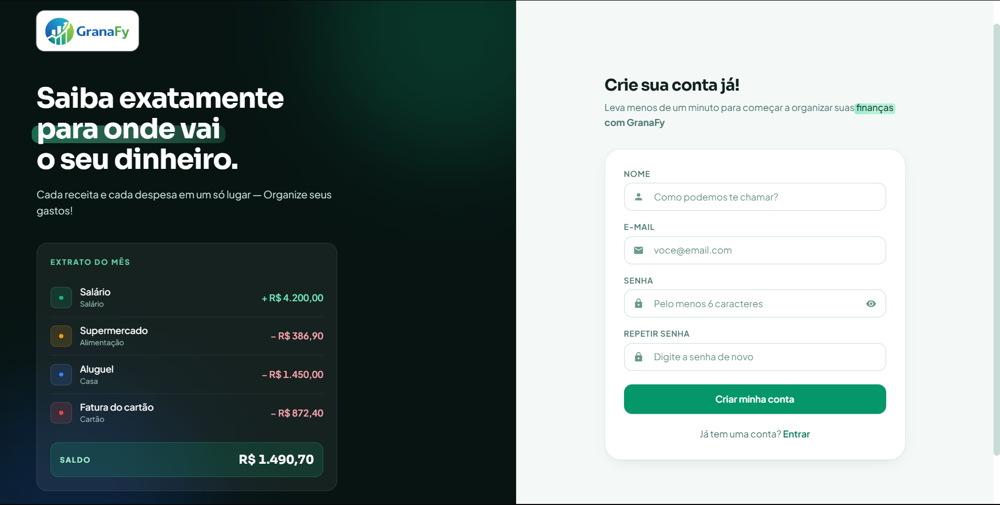 GranaFy
Saiba exatamente
para onde vai
o seu dinheiro.
Cada receita e cada despesa em um só lugar — Organize seus
gastos!
EXTRATO DO MÊS
Salário
+ R$ 4.200,00
Salário
Supermercado
– R$ 386,90
Alimentação
Aluguel
– R$ 1.450,00
Casa
Fatura do cartão
– R$ 872,40
Cartão
SALDO R$ 1.490,70
Crie sua conta já!
Leva menos de um minuto para começar a organizar suas finanças
com GranaFy
NOME
Como podemos te chamar?
E-MAIL
voce@email.com
SENHA
Pelo menos 6 caracteres
REPETIR SENHA
Digite a senha de novo
Criar minha conta
Já tem uma conta? Entrar